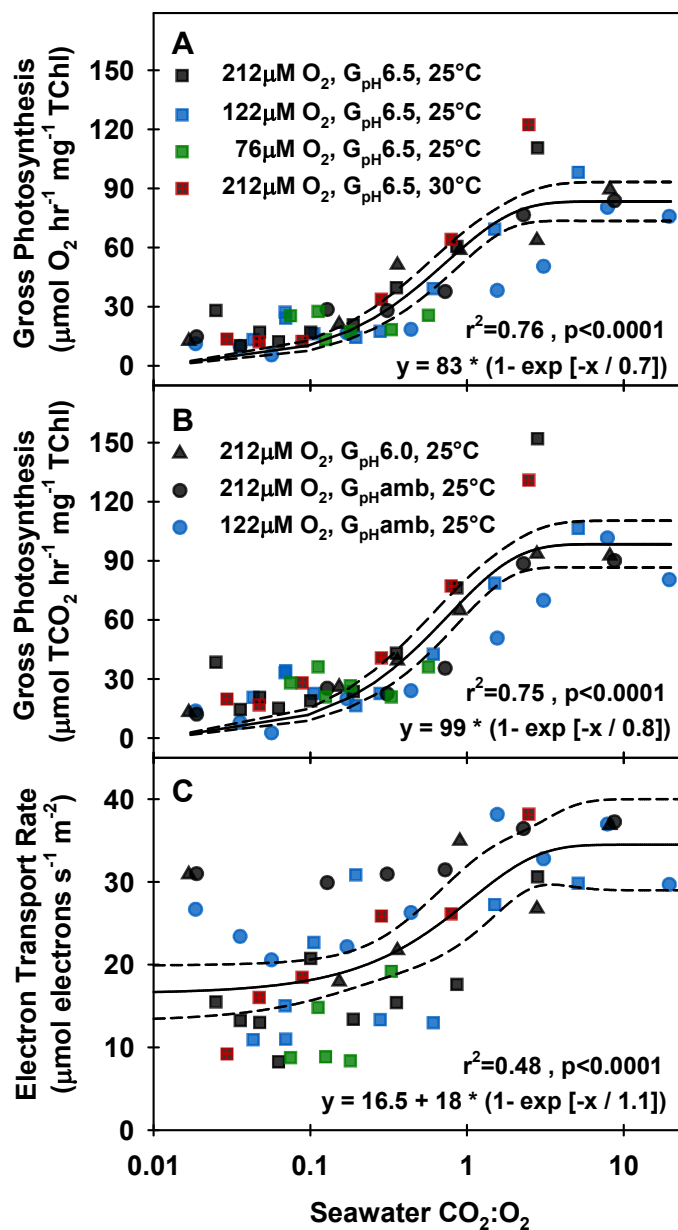 A
Gross Photosynthesis
(μmol O₂ hr⁻¹ mg⁻¹ TChl)
150
120
90
60
30
0
212μM O₂, GpH6.5, 25°C
122μM O₂, GpH6.5, 25°C
76μM O₂, GpH6.5, 25°C
212μM O₂, GpH6.5, 30°C
r²=0.76 , p<0.0001
y = 83 * (1- exp [-x / 0.7])
B
Gross Photosynthesis
(μmol TCO₂ hr⁻¹ mg⁻¹ TChl)
150
120
90
60
30
0
212μM O₂, GpH6.0, 25°C
212μM O₂, GpHamb, 25°C
122μM O₂, GpHamb, 25°C
r²=0.75 , p<0.0001
y = 99 * (1- exp [-x / 0.8])
C
Electron Transport Rate
(μmol electrons s⁻¹ m⁻²)
40
30
20
10
0
r²=0.48 , p<0.0001
y = 16.5 + 18 * (1- exp [-x / 1.1])
0.01 0.1 1 10
Seawater CO₂:O₂